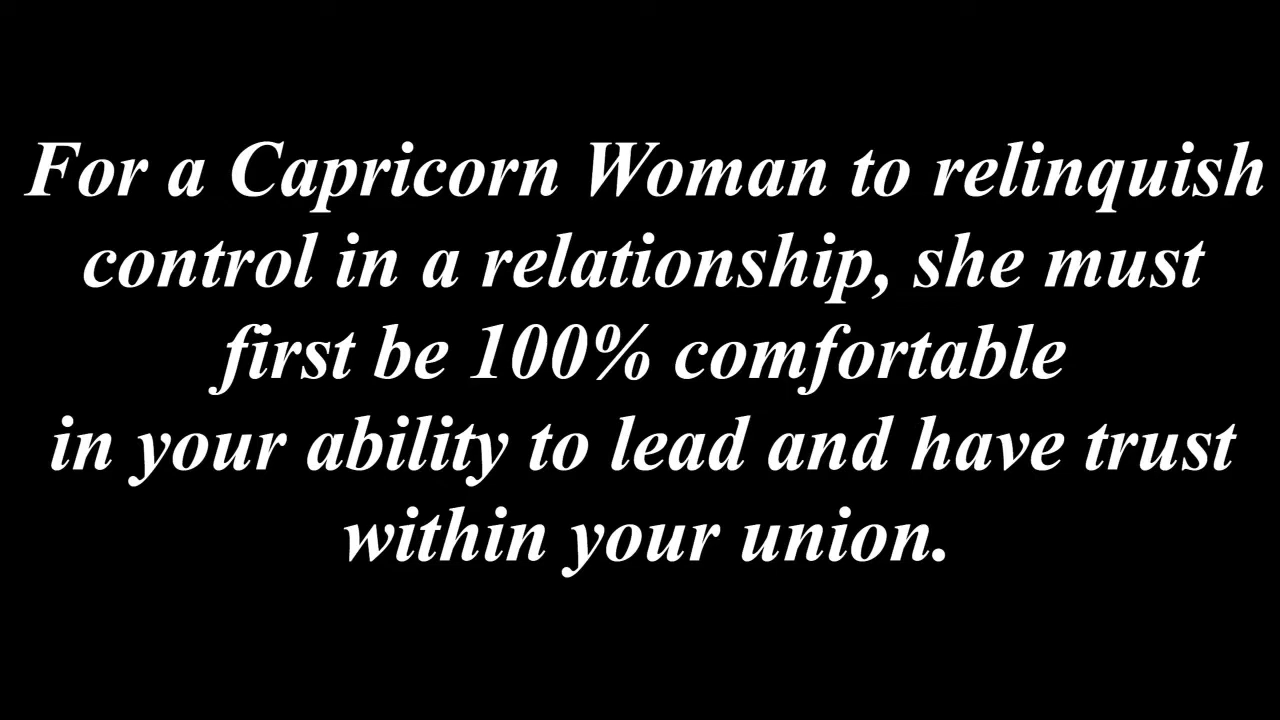 For a Capricorn Woman to relinquish
control in a relationship, she must
first be 100% comfortable
in your ability to lead and have trust
within your union.